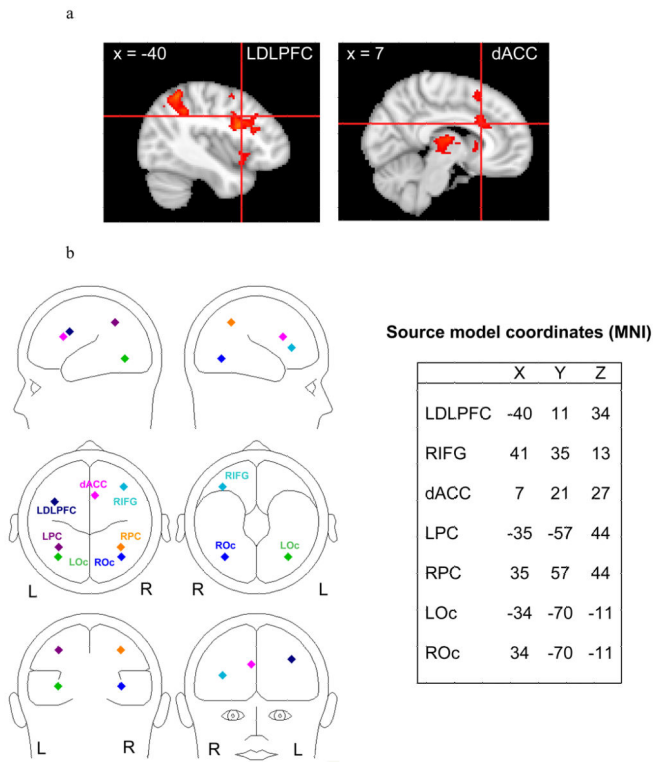 a
x = -40 LDLPFC
x = 7 dACC
b
dACC
RIFG
LDLPFC
LPC
RPC
LOc
ROc
L
R
RIFG
ROc
LOc
R
L
L
R
R
L
Source model coordinates (MNI)
X Y Z
LDLPFC -40 11 34
RIFG 41 35 13
dACC 7 21 27
LPC -35 -57 44
RPC 35 57 44
LOc -34 -70 -11
ROc 34 -70 -11